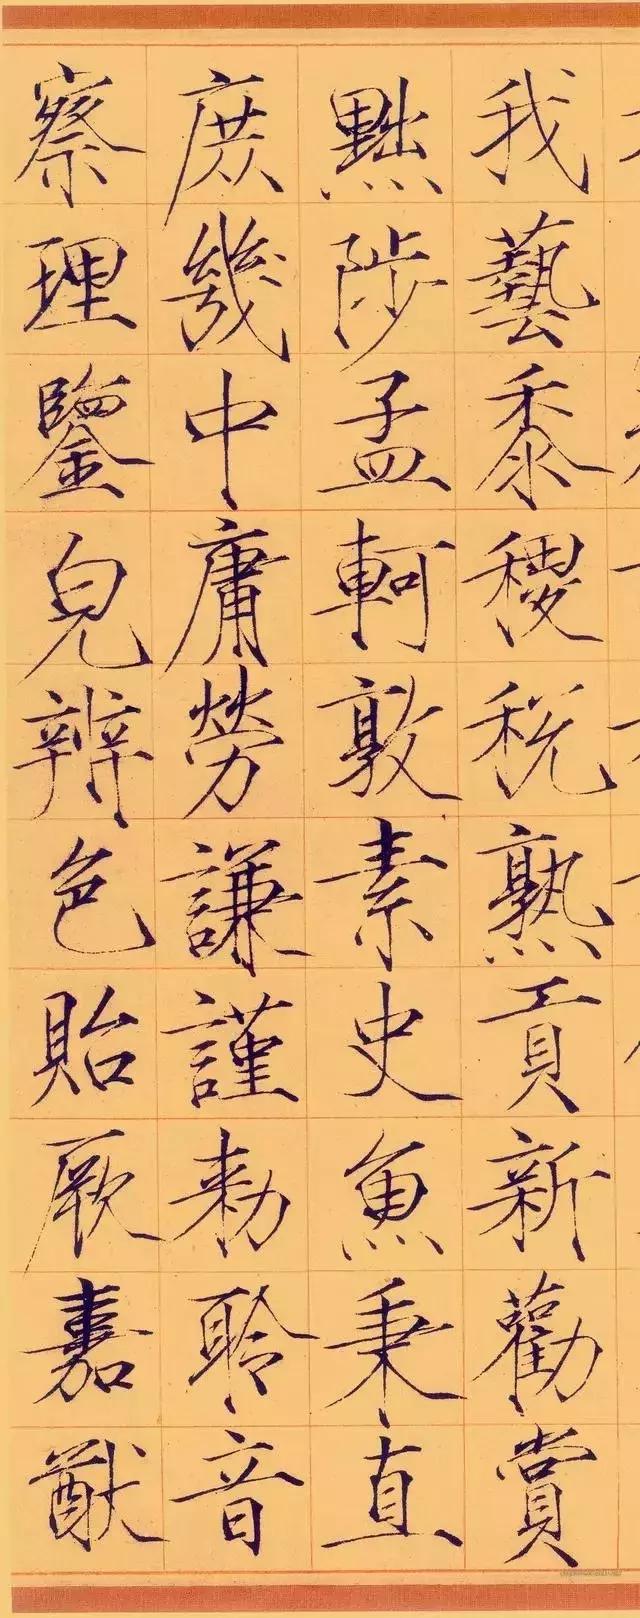 我藝黍稷稅熟貢新勸賞
黜陟孟軻敦素史魚秉直
庶幾中庸勞謙謹勅聆音
察理鑒皃辨色貽厥嘉猷